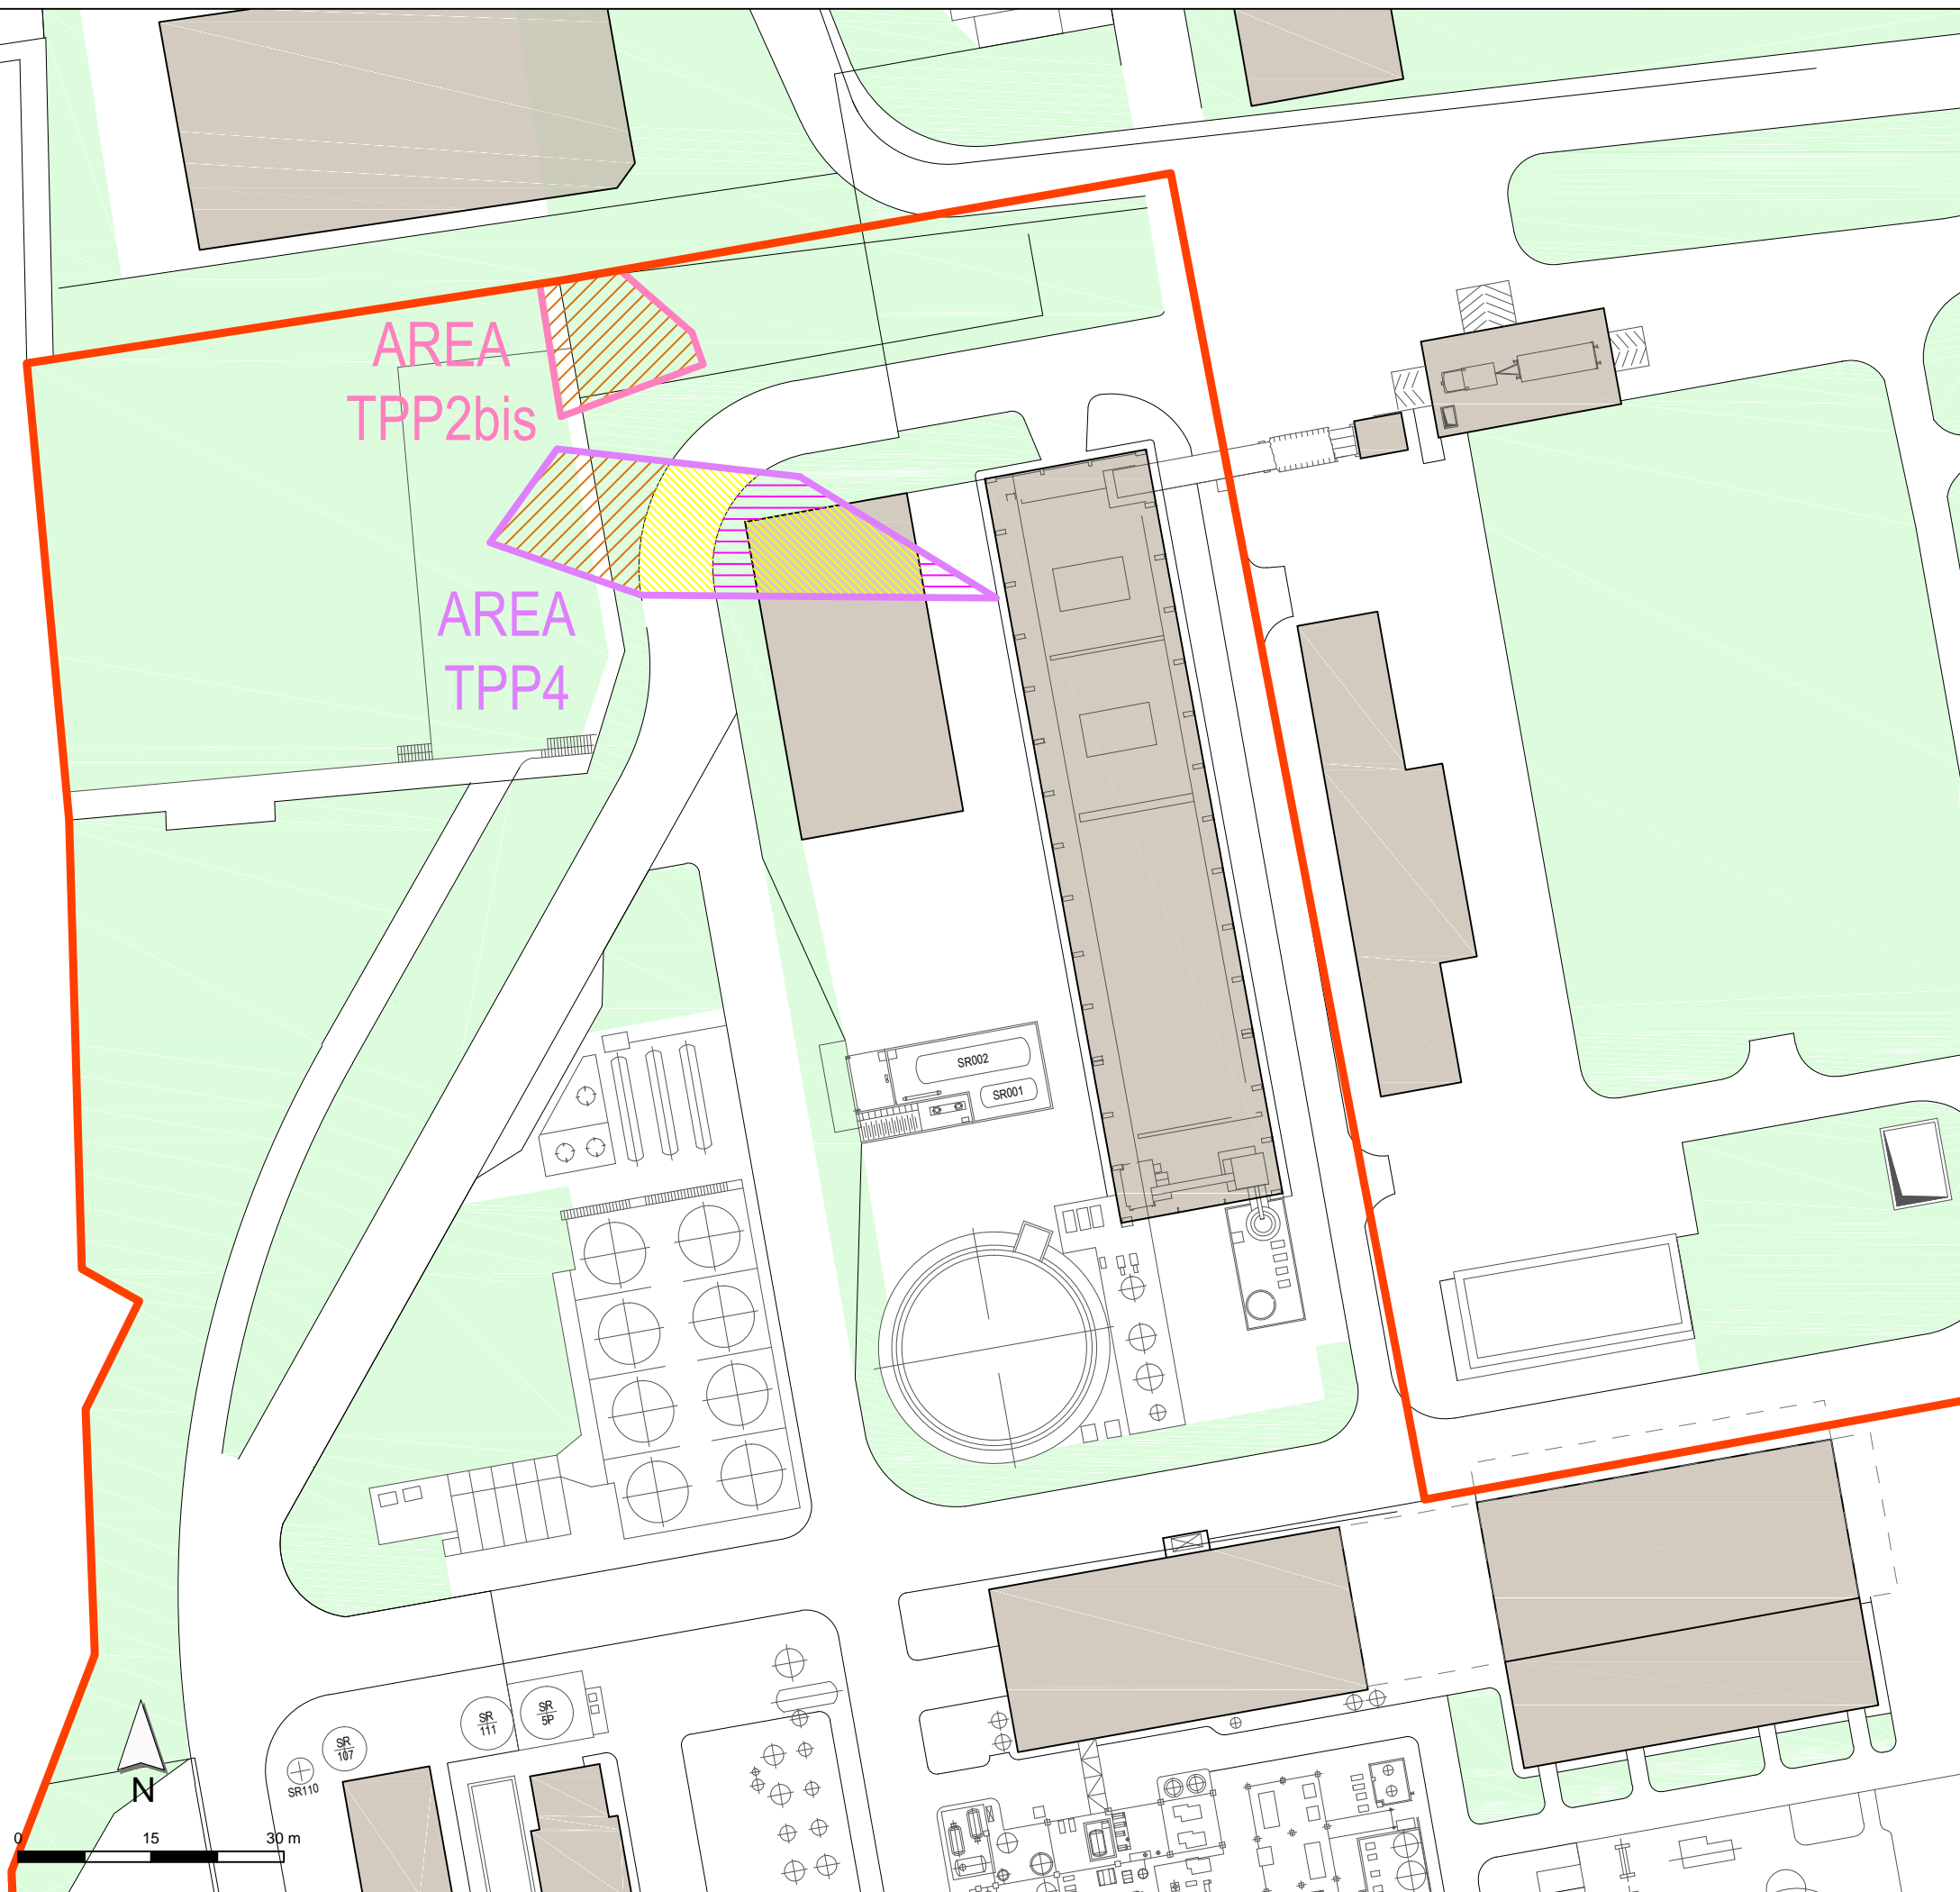 AREA
TPP2bis
AREA
TPP4
SR002
SR001
SR
111
SR
5P
SR
107
SR110
N
0 15 30 m